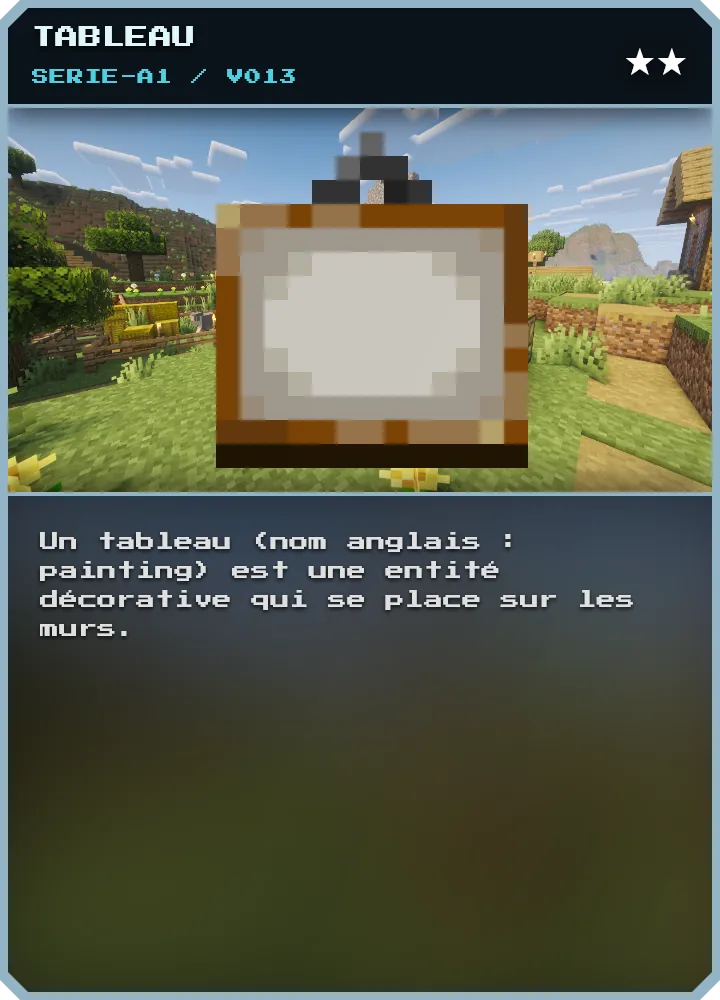 TABLEAU
SERIE-A1 / V013
★★
Un tableau (nom anglais :
painting) est une entité
décorative qui se place sur les
murs.